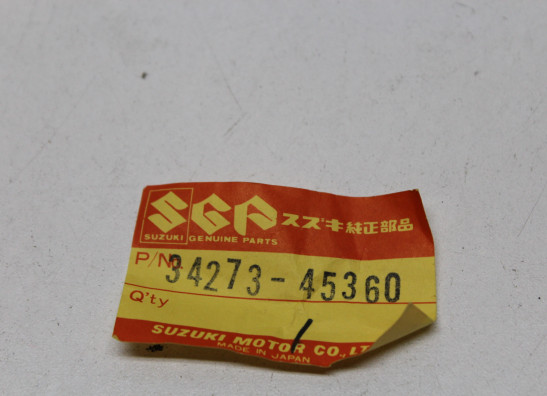 SGP スズキ純正部品
SUZUKI GENUINE PARTS
P/N 34273-45360
Q'ty 1
SUZUKI MOTOR CO., LT
MADE IN JAPAN